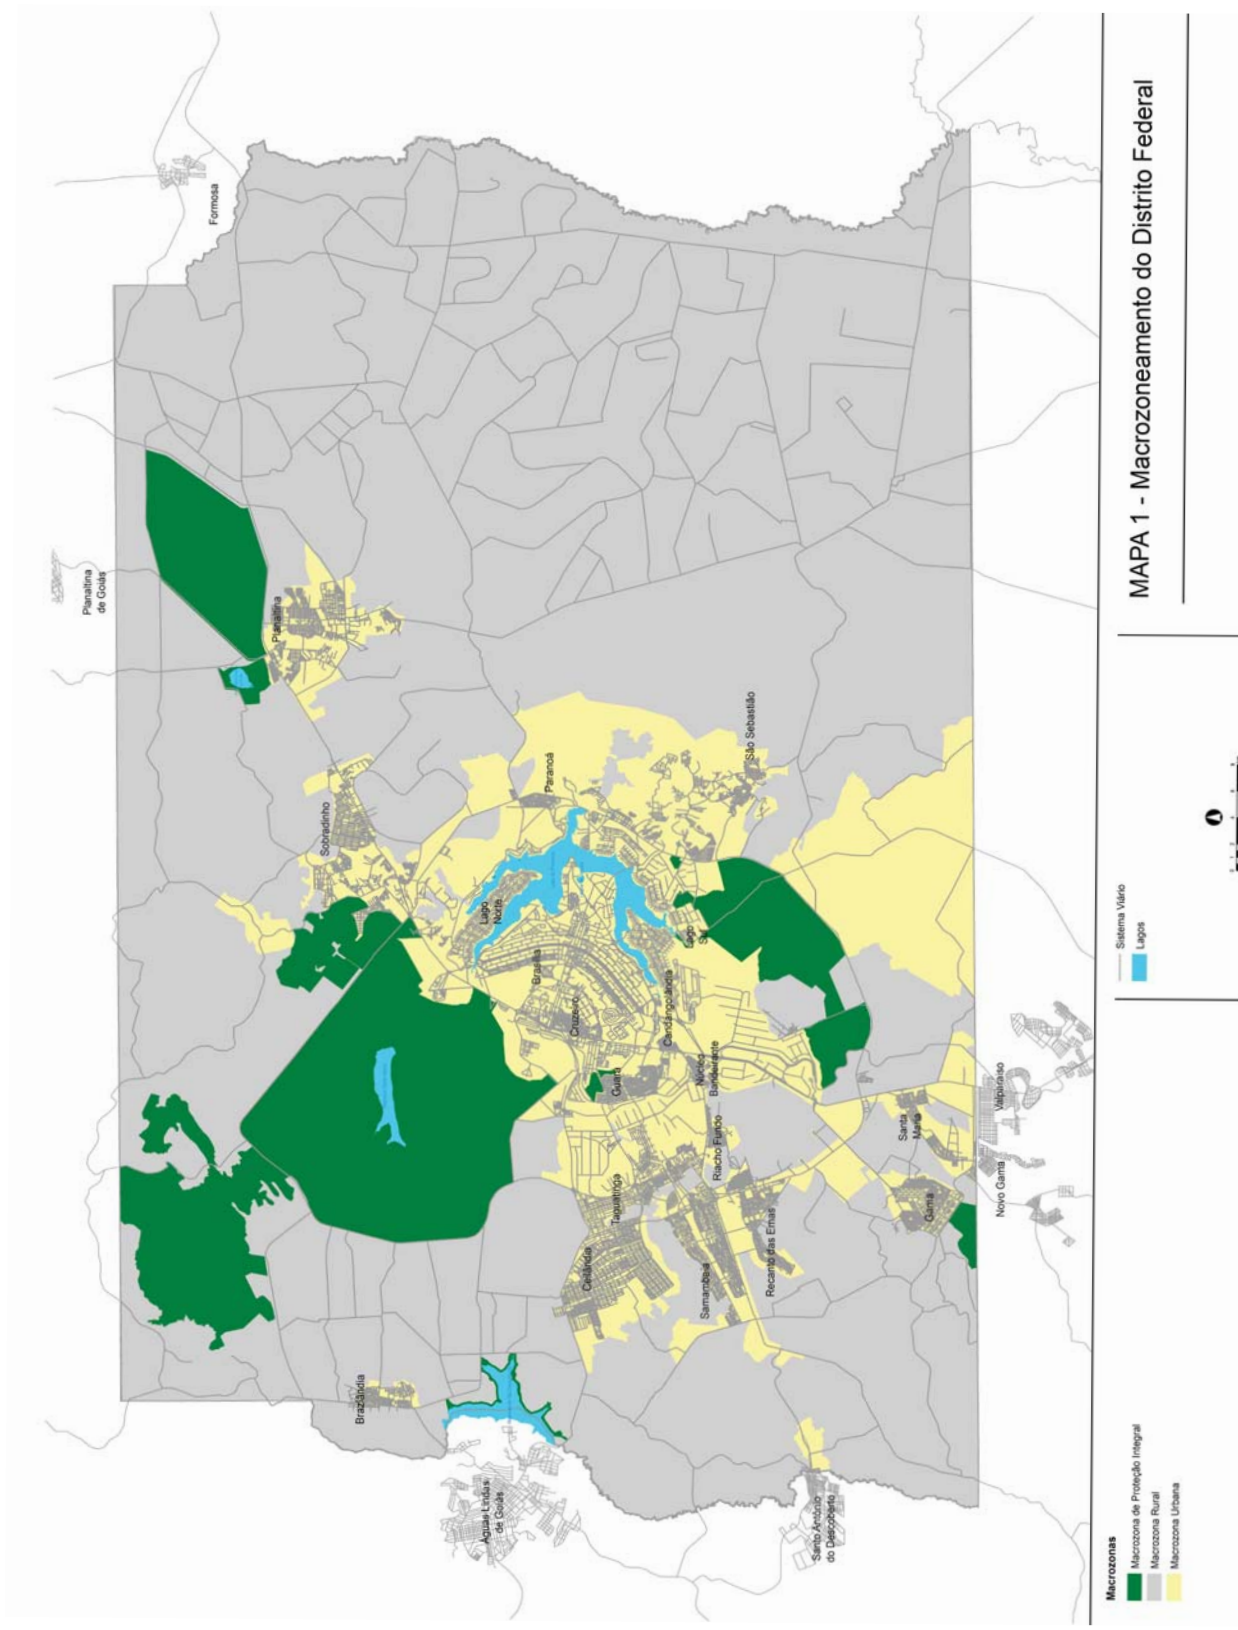 MAPA 1 - Macrozoneamento do Distrito Federal
Formosa
Planaltina
de Goiás
Planaltina
Sobradinho
Paranoá
São Sebastião
Lago
Norte
Brasília
Cruzeiro
Lago
Sul
Candangolândia
Guará
Núcleo
Bandeirante
Riacho Fundo
Taguatinga
Ceilândia
Samambaia
Recanto das Emas
Brazlândia
Santa
Maria
Gama
Valparaíso
Novo Gama
Águas Lindas
de Goiás
Santo Antônio
do Descoberto
Macrozonas
Macrozona de Proteção Integral
Macrozona Rural
Macrozona Urbana
Sistema Viário
Lagos